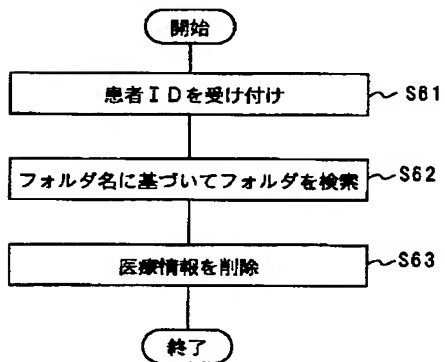 開始
患者IDを受け付け
S61
フォルダ名に基づいてフォルダを検索
S62
医療情報を削除
S63
終了